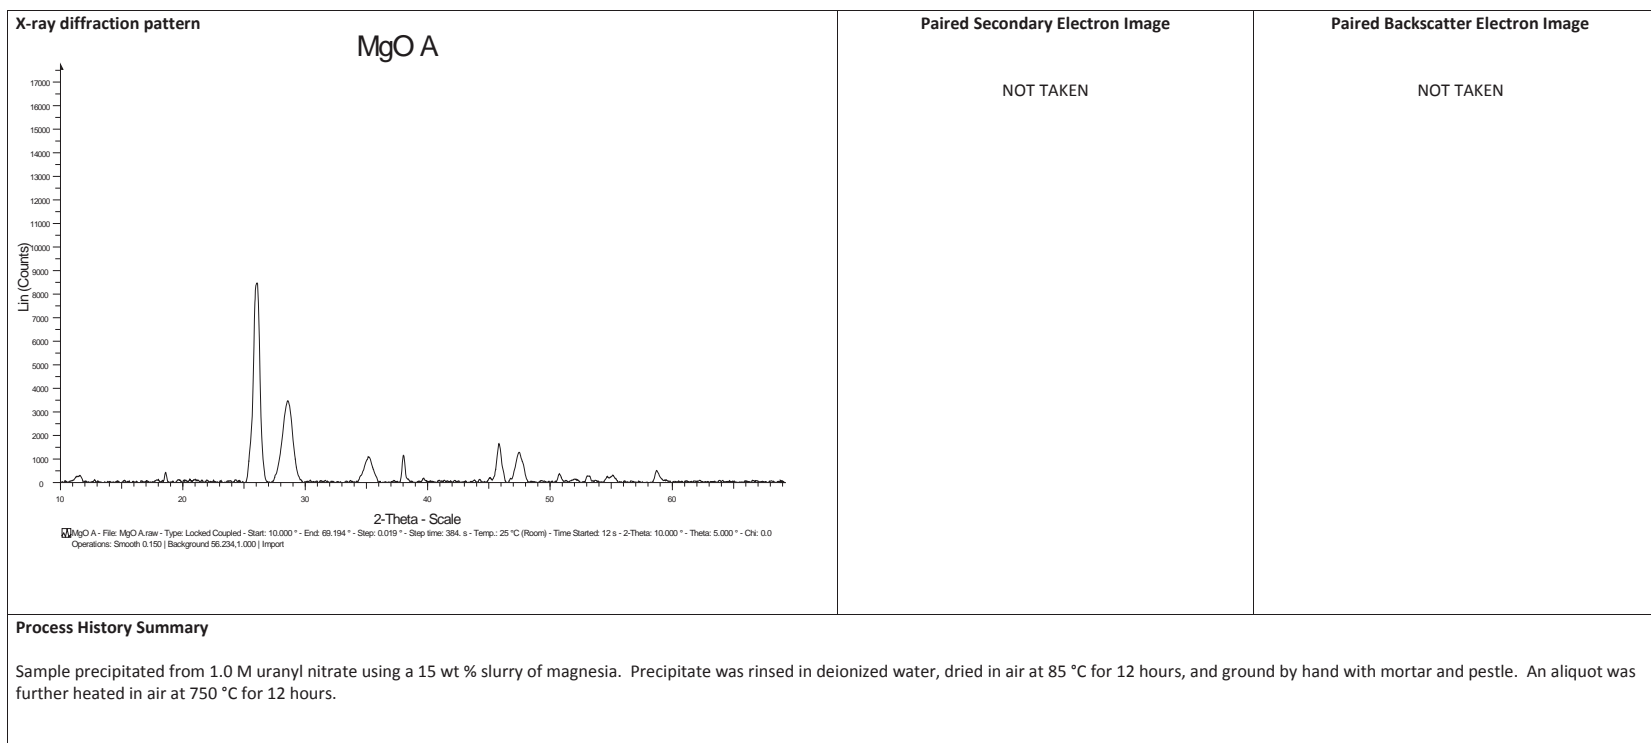 X-ray diffraction pattern
Paired Secondary Electron Image
Paired Backscatter Electron Image
MgO A
NOT TAKEN
NOT TAKEN
Lin (Counts)
17000
16000
15000
14000
13000
12000
11000
10000
9000
8000
7000
6000
5000
4000
3000
2000
1000
0
10 20 30 40 50 60
2-Theta - Scale
MgO A - File: MgO A.raw - Type: Locked Coupled - Start: 10.000 ° - End: 69.194 ° - Step: 0.019 ° - Step time: 384. s - Temp.: 25 °C (Room) - Time Started: 12 s - 2-Theta: 10.000 ° - Theta: 5.000 ° - Chi: 0.0
Operations: Smooth 0.150 | Background 56.234,1.000 | Import
Process History Summary
Sample precipitated from 1.0 M uranyl nitrate using a 15 wt % slurry of magnesia. Precipitate was rinsed in deionized water, dried in air at 85 °C for 12 hours, and ground by hand with mortar and pestle. An aliquot was
further heated in air at 750 °C for 12 hours.